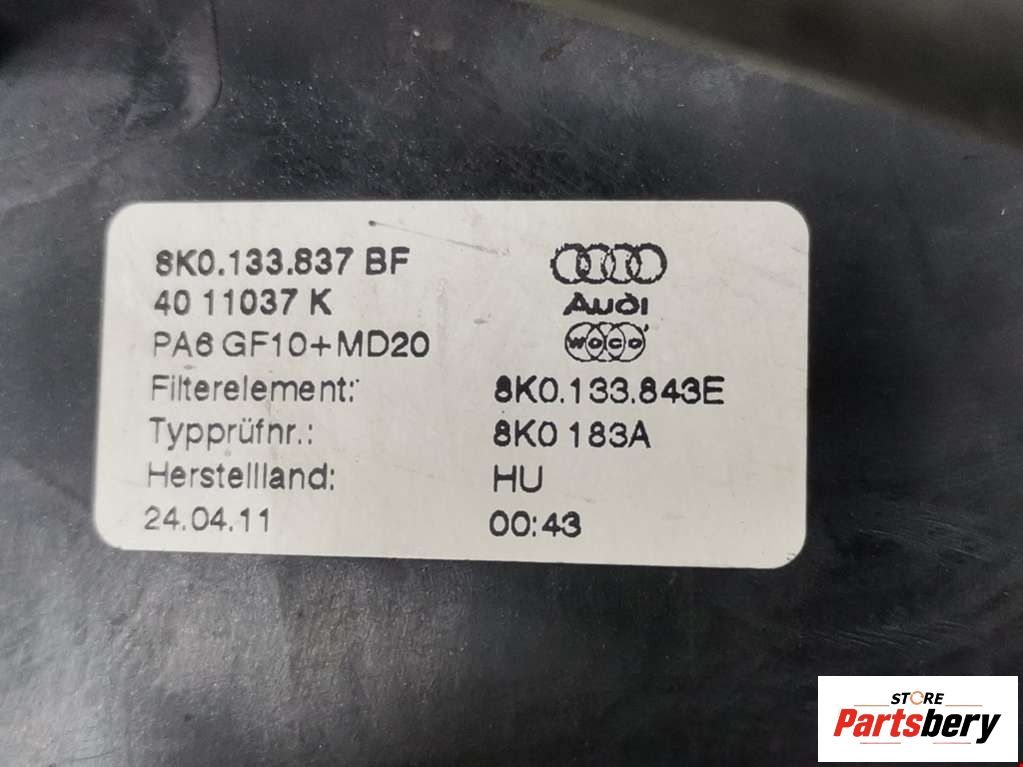 8K0.133.837 BF
40 11037 K
PA6 GF10+MD20
Audi
woco
Filterelement: 8K0.133.843E
Typprüfnr.: 8K0 183A
Herstellland: HU
24.04.11 00:43
STORE
Partsbery